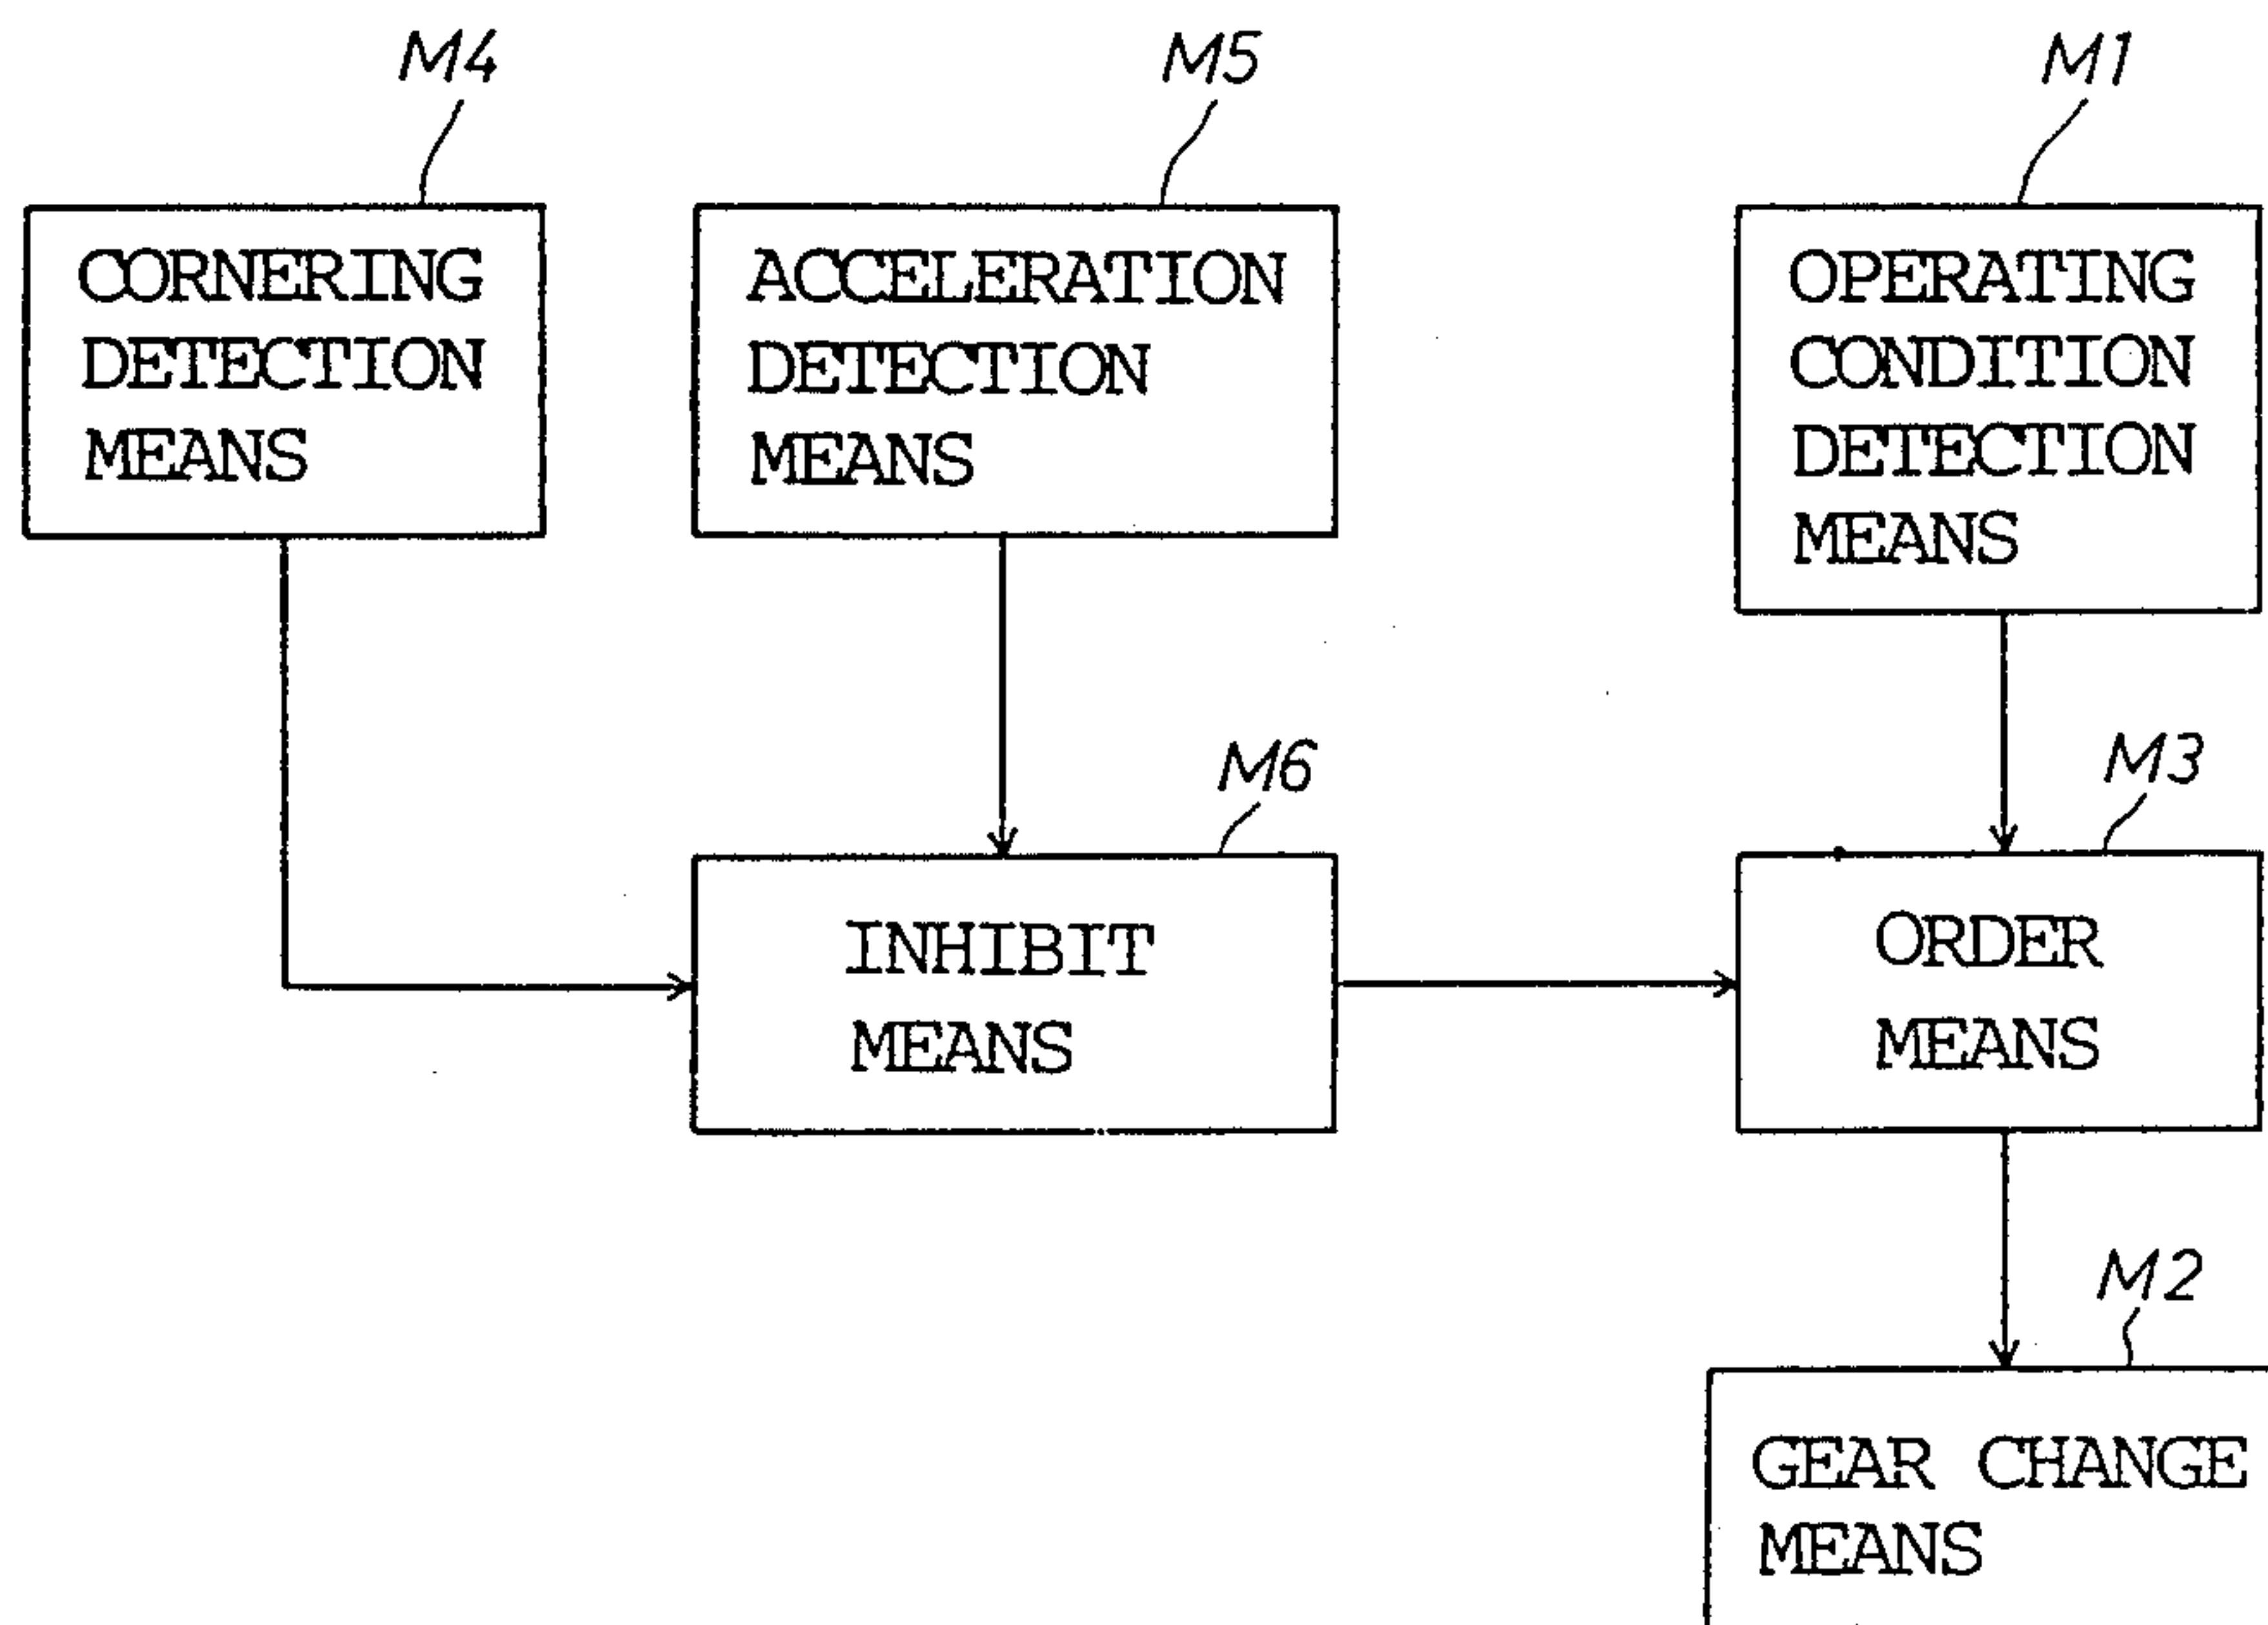 M4
CORNERING
DETECTION
MEANS
M5
ACCELERATION
DETECTION
MEANS
M1
OPERATING
CONDITION
DETECTION
MEANS
M6
INHIBIT
MEANS
M3
ORDER
MEANS
M2
GEAR CHANGE
MEANS